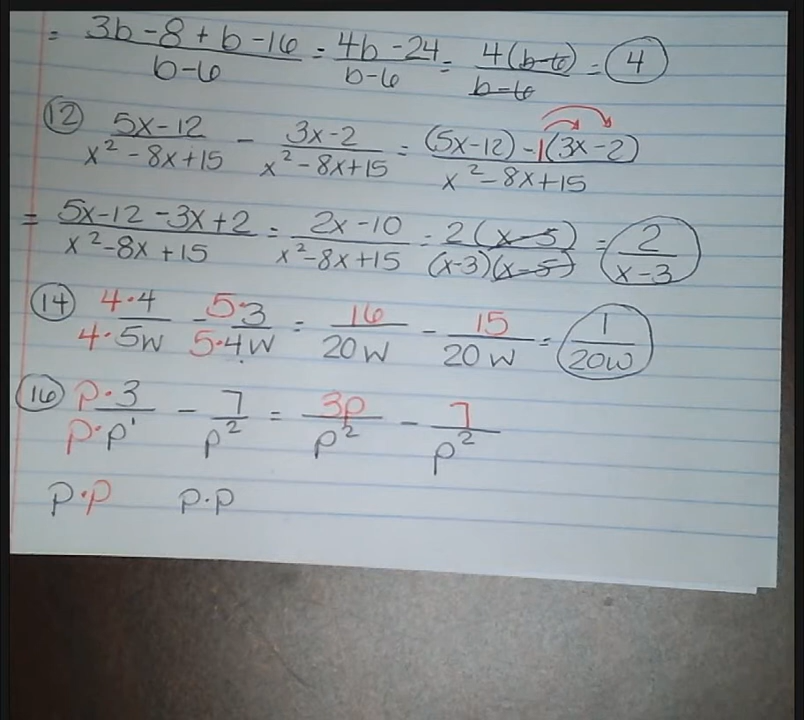 = (3b-8+b-16)/(b-6) = (4b-24)/(b-6) = 4(b-6)/(b-6) = 4
12 (5x-12)/(x²-8x+15) - (3x-2)/(x²-8x+15) = ((5x-12)-1(3x-2))/(x²-8x+15)
= (5x-12-3x+2)/(x²-8x+15) = (2x-10)/(x²-8x+15) = 2(x-5)/((x-3)(x-5)) = 2/(x-3)
14 (4·4)/(4·5w) - (5·3)/(5·4w) = 16/(20w) - 15/(20w) = 1/(20w)
16 (p·3)/(p·p¹) - 7/p² = 3p/p² - 7/p²
p·p p·p